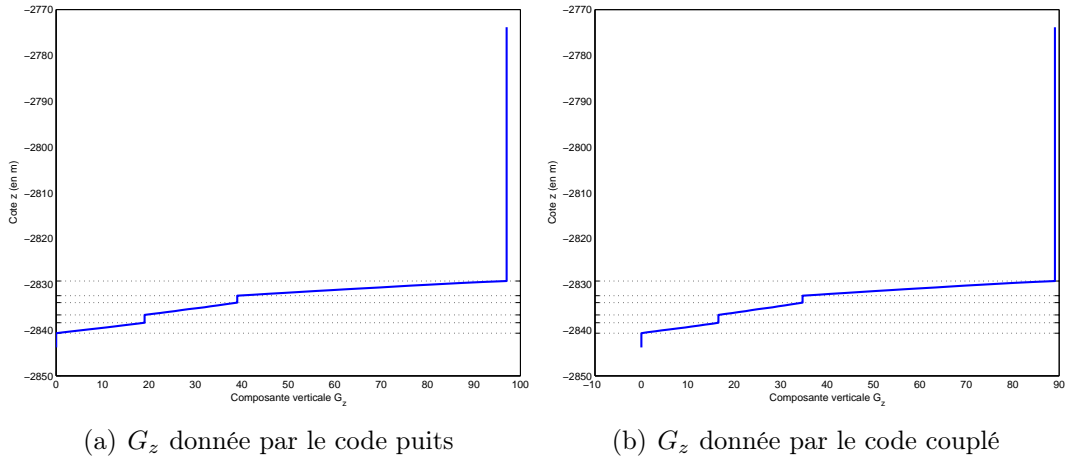 −2770
−2780
−2790
−2800
−2810
−2820
−2830
−2840
−2850
Cote z (en m)
0 10 20 30 40 50 60 70 80 90 100
Composante verticale G_z
(a) G_z donnée par le code puits
−2770
−2780
−2790
−2800
−2810
−2820
−2830
−2840
−2850
Cote z (en m)
−10 0 10 20 30 40 50 60 70 80 90
Composante verticale G_z
(b) G_z donnée par le code couplé